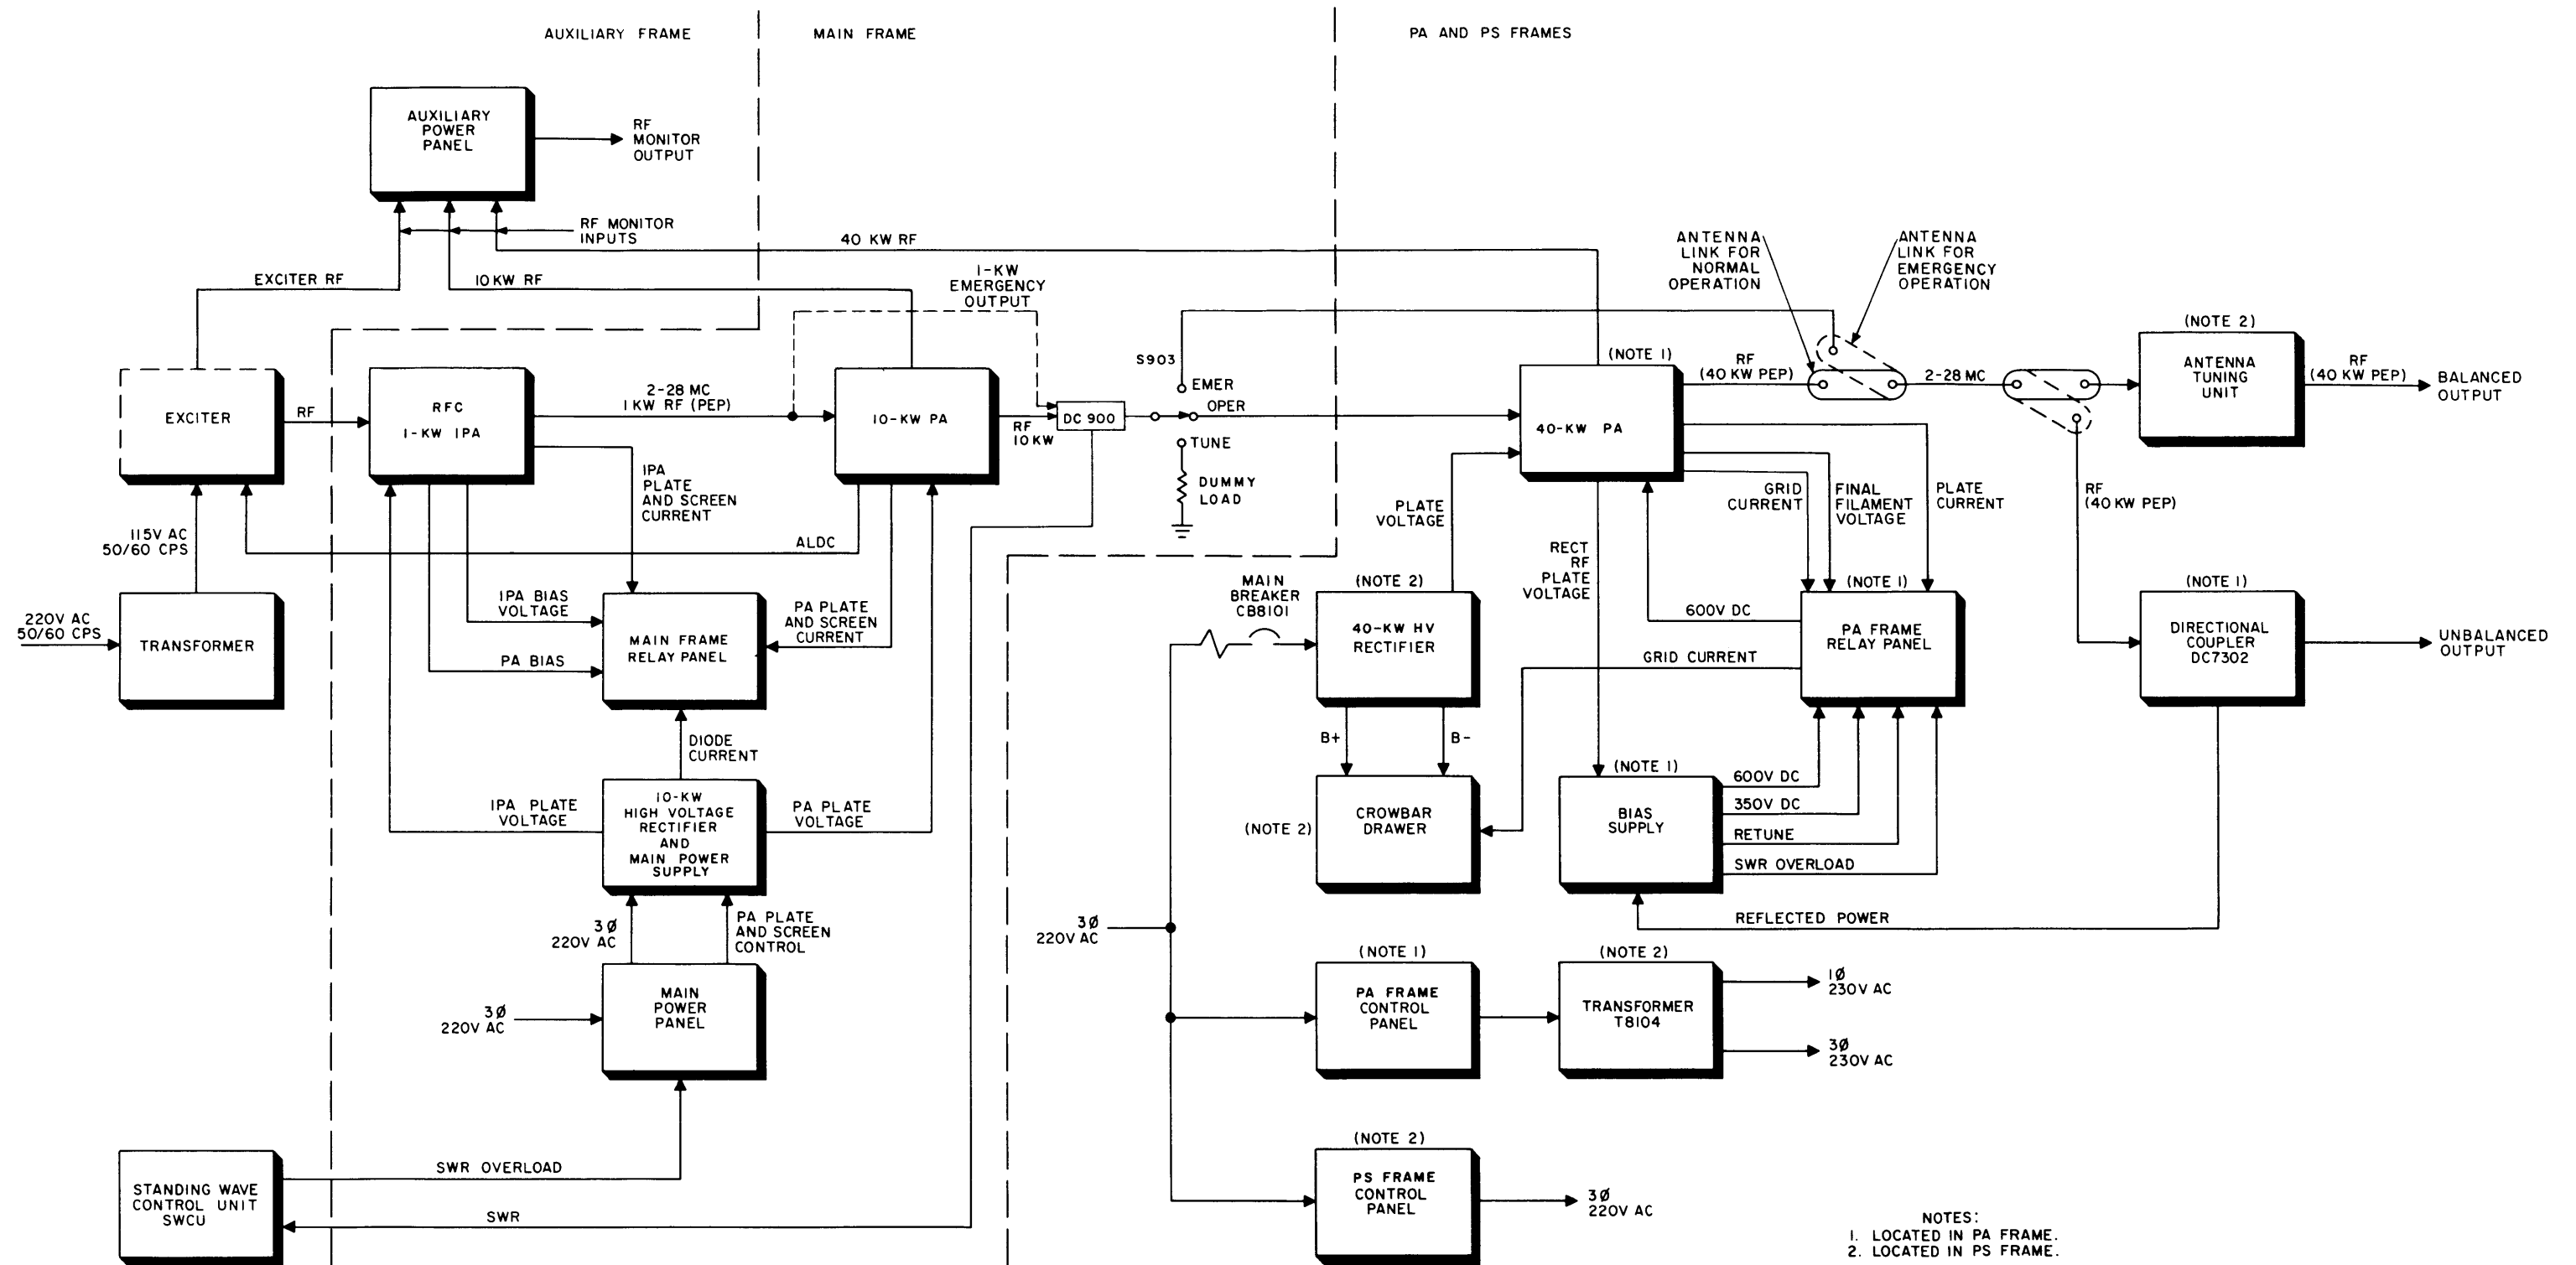 AUXILIARY FRAME
MAIN FRAME
PA AND PS FRAMES
AUXILIARY
POWER
PANEL
RF
MONITOR
OUTPUT
RF MONITOR
INPUTS
40 KW RF
EXCITER RF
10KW RF
1-KW
EMERGENCY
OUTPUT
ANTENNA
LINK FOR
NORMAL
OPERATION
ANTENNA
LINK FOR
EMERGENCY
OPERATION
EXCITER
RF
RFC
1-KW IPA
2-28 MC
1KW RF (PEP)
10-KW PA
RF
10KW
DC 900
S903
EMER
OPER
TUNE
DUMMY
LOAD
(NOTE 1)
40-KW PA
RF
(40 KW PEP)
2-28 MC
(NOTE 2)
ANTENNA
TUNING
UNIT
RF
(40 KW PEP)
BALANCED
OUTPUT
115V AC
50/60 CPS
IPA
PLATE
AND SCREEN
CURRENT
ALDC
PLATE
VOLTAGE
GRID
CURRENT
FINAL
FILAMENT
VOLTAGE
PLATE
CURRENT
RF
(40 KW PEP)
RECT
RF
PLATE
VOLTAGE
220V AC
50/60 CPS
TRANSFORMER
IPA BIAS
VOLTAGE
PA BIAS
MAIN FRAME
RELAY PANEL
PA PLATE
AND SCREEN
CURRENT
MAIN
BREAKER
CB8101
(NOTE 2)
40-KW HV
RECTIFIER
600V DC
GRID CURRENT
(NOTE 1)
PA FRAME
RELAY PANEL
(NOTE 1)
DIRECTIONAL
COUPLER
DC7302
UNBALANCED
OUTPUT
DIODE
CURRENT
B+
B-
IPA PLATE
VOLTAGE
10-KW
HIGH VOLTAGE
RECTIFIER
AND
MAIN POWER
SUPPLY
PA PLATE
VOLTAGE
(NOTE 2)
CROWBAR
DRAWER
(NOTE 1)
BIAS
SUPPLY
600V DC
350V DC
RETUNE
SWR OVERLOAD
REFLECTED POWER
3Ø
220V AC
PA PLATE
AND SCREEN
CONTROL
3Ø
220V AC
3Ø
220V AC
MAIN
POWER
PANEL
(NOTE 1)
PA FRAME
CONTROL
PANEL
(NOTE 2)
TRANSFORMER
T8104
1Ø
230V AC
3Ø
230V AC
STANDING WAVE
CONTROL UNIT
SWCU
SWR OVERLOAD
SWR
(NOTE 2)
PS FRAME
CONTROL
PANEL
3Ø
220V AC
NOTES:
1. LOCATED IN PA FRAME.
2. LOCATED IN PS FRAME.